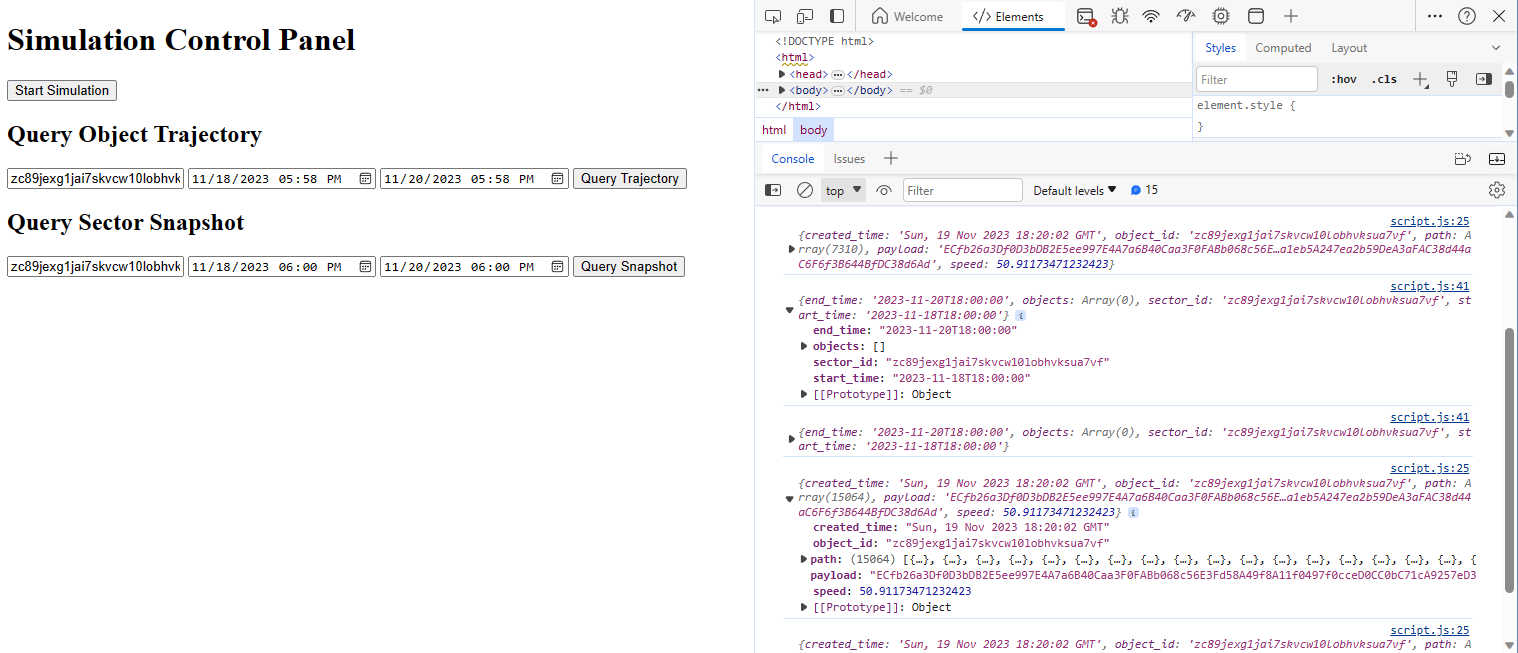 Simulation Control Panel
Start Simulation
Query Object Trajectory
zc89jexg1jai7skvcw10lobhvk 11/18/2023 05:58 PM 11/20/2023 05:58 PM Query Trajectory
Query Sector Snapshot
zc89jexg1jai7skvcw10lobhvk 11/18/2023 06:00 PM 11/20/2023 06:00 PM Query Snapshot
Welcome </> Elements
<!DOCTYPE html>
<html>
<head> … </head>
… <body> … </body> == $0
</html>
html body
Styles Computed Layout
Filter :hov .cls
element.style {
}
Console Issues
top Filter Default levels 15
script.js:25
{created_time: 'Sun, 19 Nov 2023 18:20:02 GMT', object_id: 'zc89jexg1jai7skvcw10lobhvksua7vf', path: A
rray(7310), payload: 'ECfb26a3Df0D3bDB2E5ee997E4A7a6B40Caa3F0FABb068c56E…a1eb5A247ea2b59DeA3aFAC38d44a
C6F6f3B644BfDC38d6Ad', speed: 50.91173471232423}
script.js:41
{end_time: '2023-11-20T18:00:00', objects: Array(0), sector_id: 'zc89jexg1jai7skvcw10lobhvksua7vf', st
art_time: '2023-11-18T18:00:00'} i
end_time: "2023-11-20T18:00:00"
objects: []
sector_id: "zc89jexg1jai7skvcw10lobhvksua7vf"
start_time: "2023-11-18T18:00:00"
[[Prototype]]: Object
script.js:41
{end_time: '2023-11-20T18:00:00', objects: Array(0), sector_id: 'zc89jexg1jai7skvcw10lobhvksua7vf', st
art_time: '2023-11-18T18:00:00'}
script.js:25
{created_time: 'Sun, 19 Nov 2023 18:20:02 GMT', object_id: 'zc89jexg1jai7skvcw10lobhvksua7vf', path: A
rray(15064), payload: 'ECfb26a3Df0D3bDB2E5ee997E4A7a6B40Caa3F0FABb068c56E…a1eb5A247ea2b59DeA3aFAC38d44
aC6F6f3B644BfDC38d6Ad', speed: 50.91173471232423} i
created_time: "Sun, 19 Nov 2023 18:20:02 GMT"
object_id: "zc89jexg1jai7skvcw10lobhvksua7vf"
path: (15064) [{…}, {…}, {…}, {…}, {…}, {…}, {…}, {…}, {…}, {…}, {…}, {…}, {…}, {…}, {…}, {…}, {…}, {
payload: "ECfb26a3Df0D3bDB2E5ee997E4A7a6B40Caa3F0FABb068c56E3Fd58A49f8A11f0497f0cceD0CC0bC71cA9257eD3
speed: 50.91173471232423
[[Prototype]]: Object
script.js:25
{created_time: 'Sun, 19 Nov 2023 18:20:02 GMT', object_id: 'zc89jexg1jai7skvcw10lobhvksua7vf', path: A